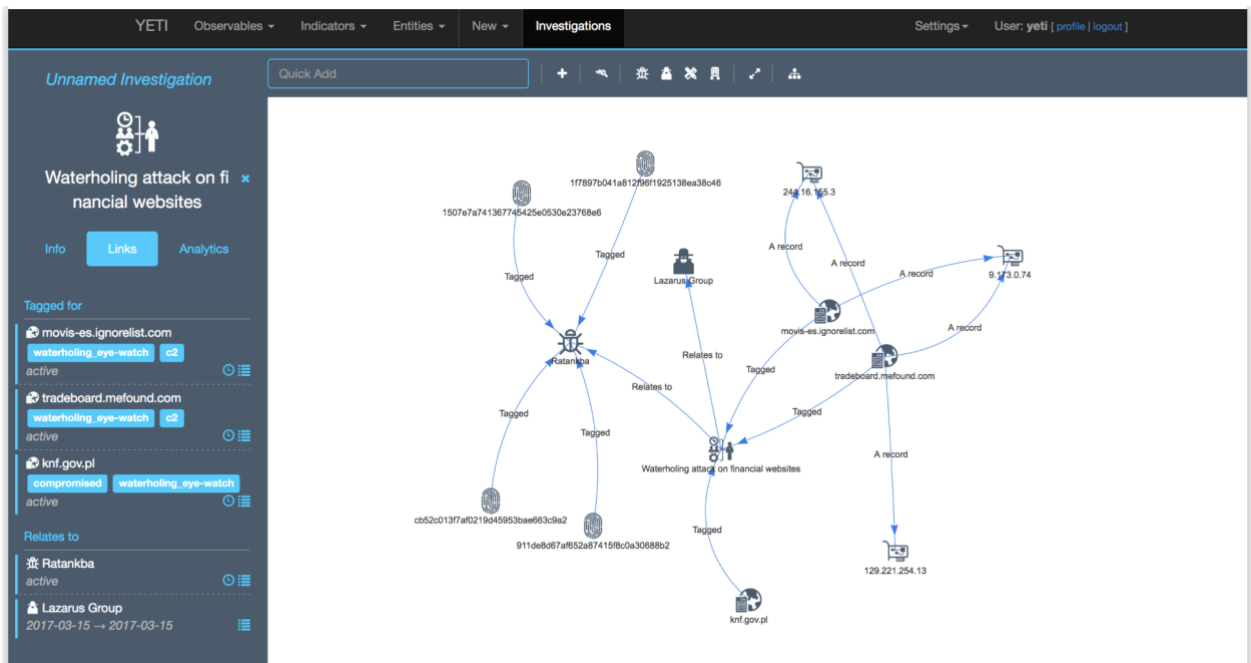 YETI Observables Indicators Entities New Investigations Settings User: yeti [ profile | logout ]
Unnamed Investigation
Quick Add
Waterholing attack on fi
nancial websites
Info Links Analytics
Tagged for
movis-es.ignorelist.com
waterholing_eye-watch c2
active
tradeboard.mefound.com
waterholing_eye-watch c2
active
knf.gov.pl
compromised waterholing_eye-watch
active
Relates to
Ratankba
active
Lazarus Group
2017-03-15 → 2017-03-15
1f7897b041a812f96f1925138ea38c46
1507e7a741367745425e0530e23768e6
Tagged
Tagged
Lazarus Group
Ratankba
Relates to
Relates to
A record
A record
A record
9.173.0.74
movis-es.ignorelist.com
A record
tradeboard.mefound.com
Tagged
Tagged
Tagged
Tagged
A record
Waterholing attack on financial websites
cb52c013f7af0219d45953bae663c9a2
911de8d67af652a87415f8c0a30688b2
Tagged
129.221.254.13
knf.gov.pl